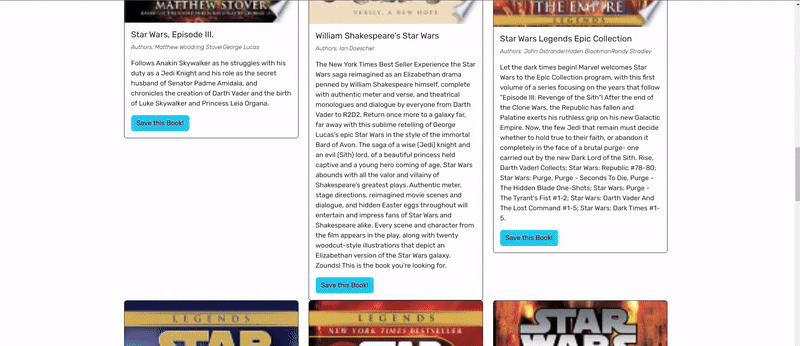 MATTHEW STOVER
Star Wars, Episode III.
Authors: Matthew Woodring StoverGeorge Lucas
Follows Anakin Skywalker as he struggles with his
duty as a Jedi Knight and his role as the secret
husband of Senator Padme Amidala, and
chronicles the creation of Darth Vader and the birth
of Luke Skywalker and Princess Leia Organa.
Save this Book!
VERILY, A NEW HOPE
William Shakespeare's Star Wars
Authors: Ian Doescher
The New York Times Best Seller Experience the Star
Wars saga reimagined as an Elizabethan drama
penned by William Shakespeare himself, complete
with authentic meter and verse, and theatrical
monologues and dialogue by everyone from Darth
Vader to R2D2. Return once more to a galaxy far,
far away with this sublime retelling of George
Lucas's epic Star Wars in the style of the immortal
Bard of Avon. The saga of a wise (Jedi) knight and
an evil (Sith) lord, of a beautiful princess held
captive and a young hero coming of age, Star Wars
abounds with all the valor and villainy of
Shakespeare's greatest plays. Authentic meter,
stage directions, reimagined movie scenes and
dialogue, and hidden Easter eggs throughout will
entertain and impress fans of Star Wars and
Shakespeare alike. Every scene and character from
the film appears in the play, along with twenty
woodcut-style illustrations that depict an
Elizabethan version of the Star Wars galaxy.
Zounds! This is the book you're looking for.
Save this Book!
THE EMPIRE
LEGENDS
Star Wars Legends Epic Collection
Authors: John OstranderHaden BlackmanRandy Stradley
Let the dark times begin! Marvel welcomes Star
Wars to the Epic Collection program, with this first
volume of a series focusing on the years that follow
"Episode III: Revenge of the Sith"! After the end of
the Clone Wars, the Republic has fallen and
Palatine exerts his ruthless grip on his new Galactic
Empire. Now, the few Jedi that remain must decide
whether to hold true to their faith, or abandon it
completely in the face of a brutal purge- one
carried out by the new Dark Lord of the Sith. Rise,
Darth Vader! Collects: Star Wars: Republic #78-80;
Star Wars: Purge, Purge - Seconds To Die, Purge -
The Hidden Blade One-Shots; Star Wars: Purge -
The Tyrant's Fist #1-2; Star Wars: Darth Vader And
The Lost Command #1-5; Star Wars: Dark Times #1-
5.
Save this Book!
LEGENDS
STAR
LEGENDS
NEW YORK TIMES BESTSELLER
STAR
WARS